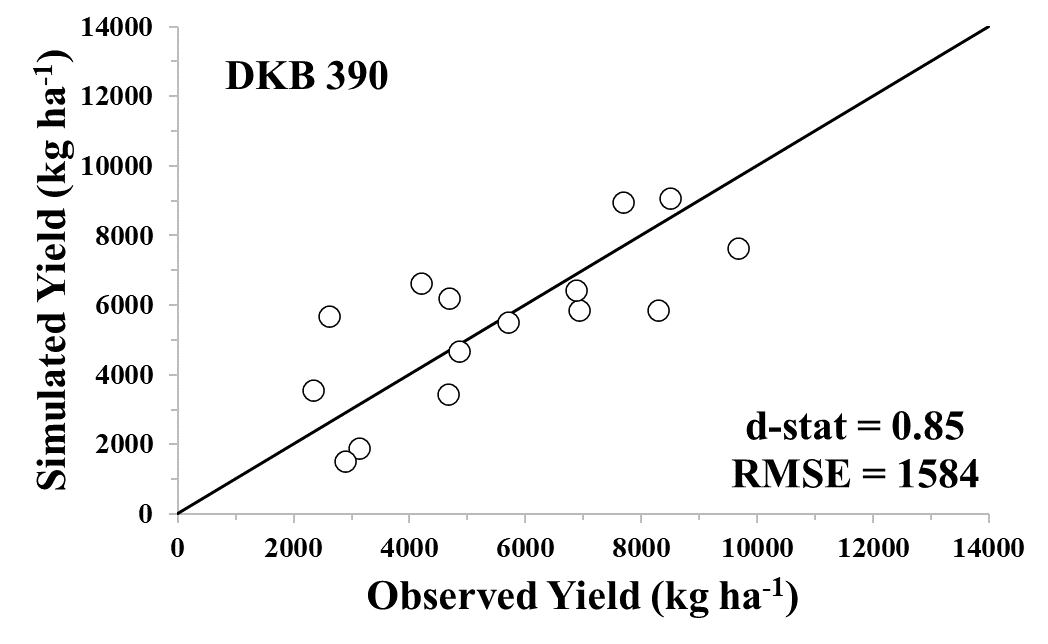 14000
12000
10000
8000
6000
4000
2000
0
Simulated Yield (kg ha⁻¹)
DKB 390
d-stat = 0.85
RMSE = 1584
0 2000 4000 6000 8000 10000 12000 14000
Observed Yield (kg ha⁻¹)